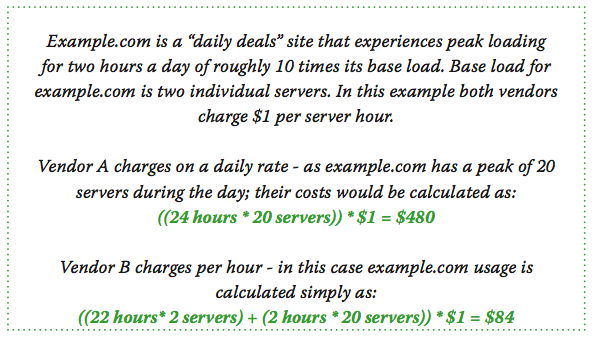 Example.com is a “daily deals” site that experiences peak loading
for two hours a day of roughly 10 times its base load. Base load for
example.com is two individual servers. In this example both vendors
charge $1 per server hour.
Vendor A charges on a daily rate - as example.com has a peak of 20
servers during the day; their costs would be calculated as:
((24 hours * 20 servers)) * $1 = $480
Vendor B charges per hour - in this case example.com usage is
calculated simply as:
((22 hours* 2 servers) + (2 hours * 20 servers)) * $1 = $84